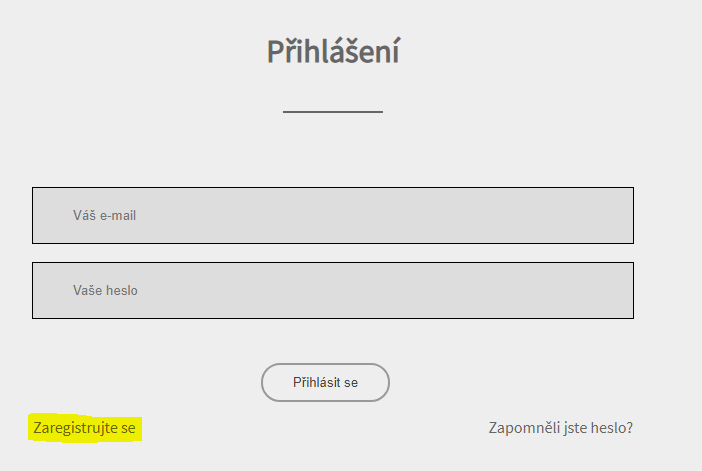 Přihlášení
Váš e-mail
Vaše heslo
Přihlásit se
Zaregistrujte se
Zapomněli jste heslo?